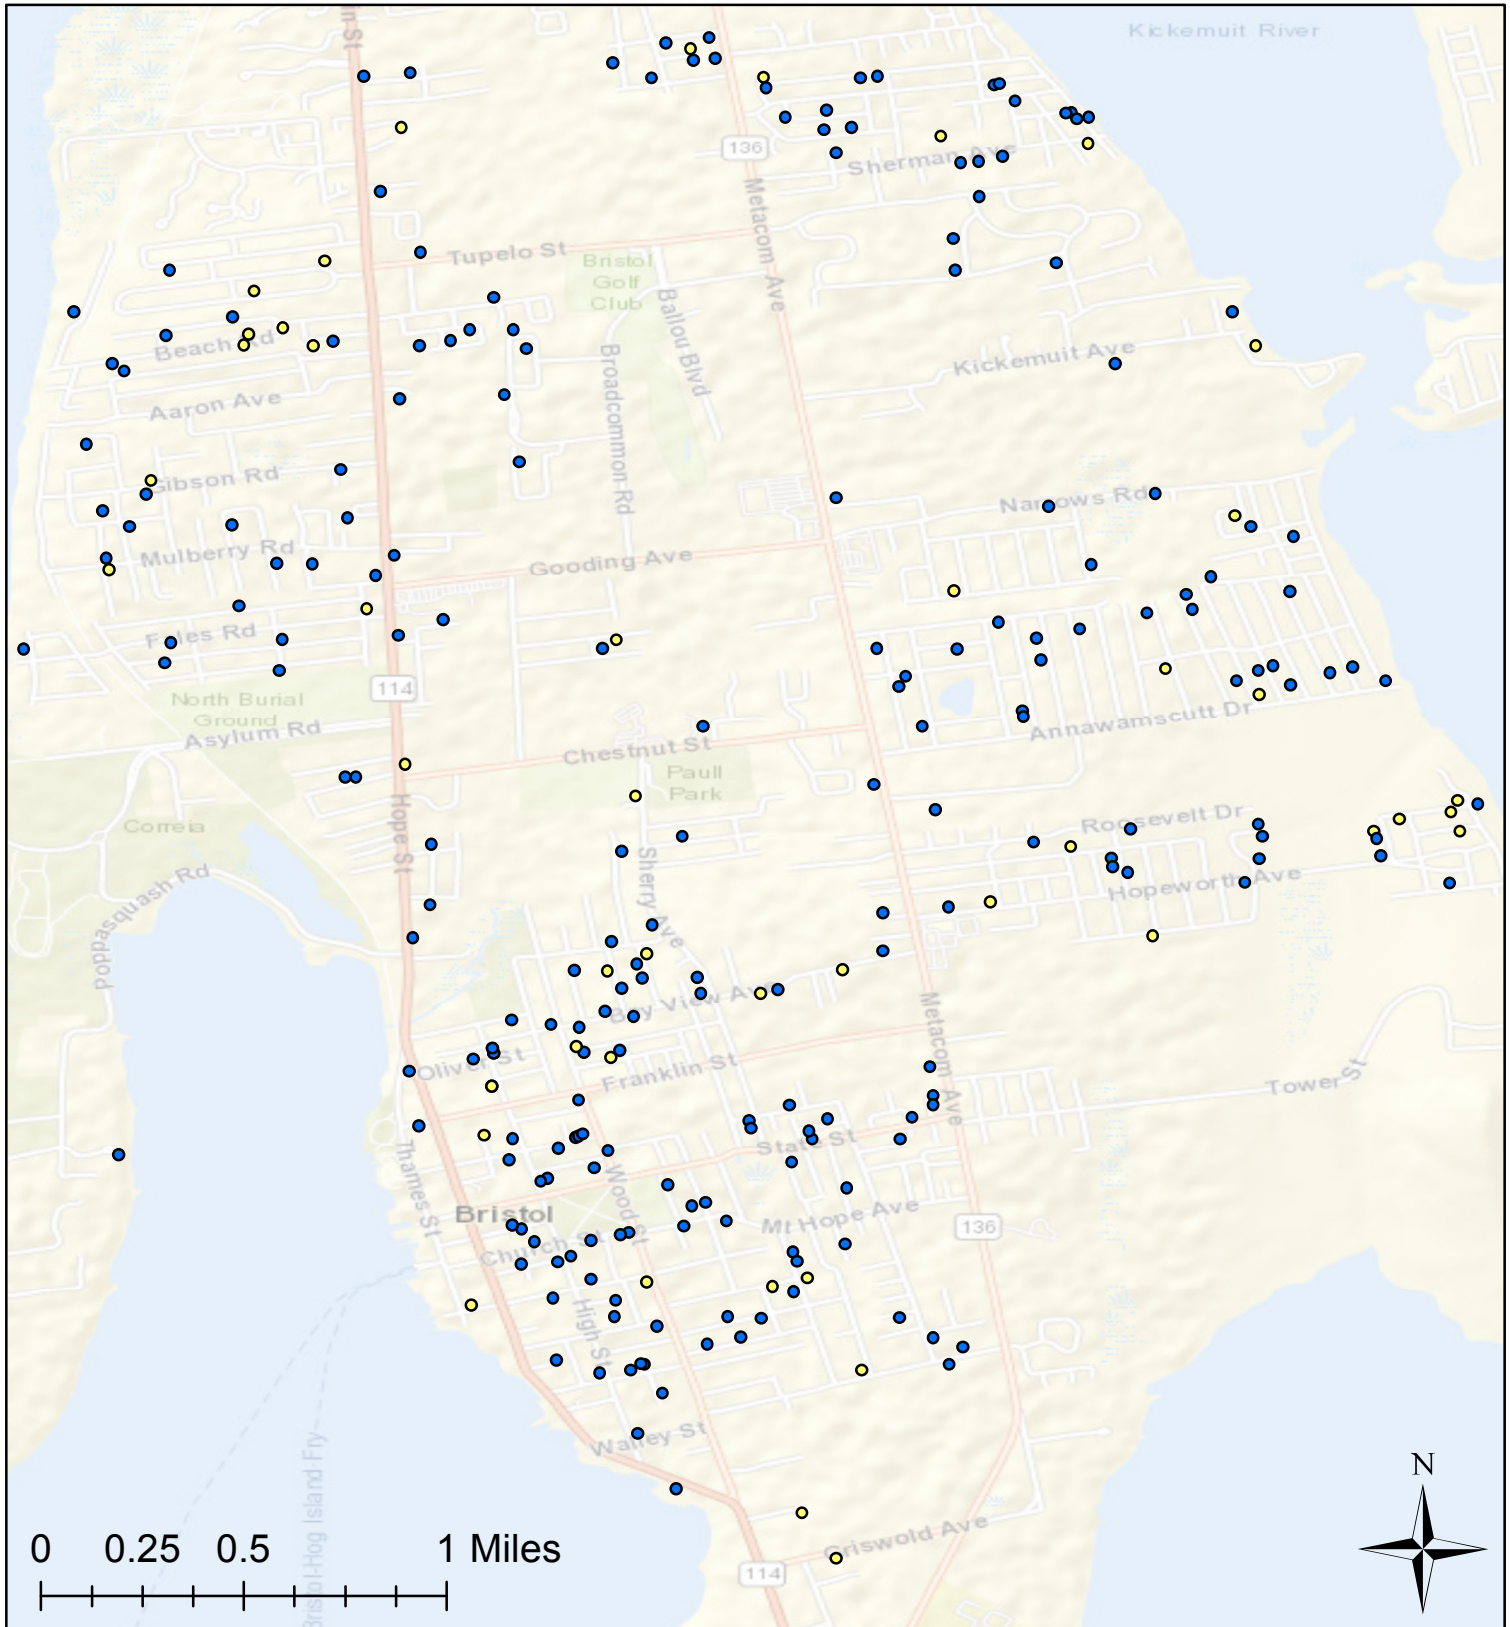 Kickemuit River
136
Sherman Ave
Metacom Ave
Tupelo St
Bristol
Golf
Club
Ballou Blvd
Beach Rd
Broadcommon Rd
Kickemuit Ave
Aaron Ave
Gibson Rd
Narrows Rd
Mulberry Rd
Gooding Ave
Fales Rd
114
North Burial
Ground
Asylum Rd
Annawamscutt Dr
Chestnut St
Paull
Park
Hope St
Correia
Roosevelt Dr
Sherry Ave
Hopeworth Ave
Poppasquash Rd
Bay View Ave
Metacom Ave
Oliver St
Franklin St
Tower St
State St
Thames St
Wood St
Bristol
Mt Hope Ave
136
Church St
High St
Walley St
Bristol-Hog Island Fry
N
Griswold Ave
114
0 0.25 0.5 1 Miles